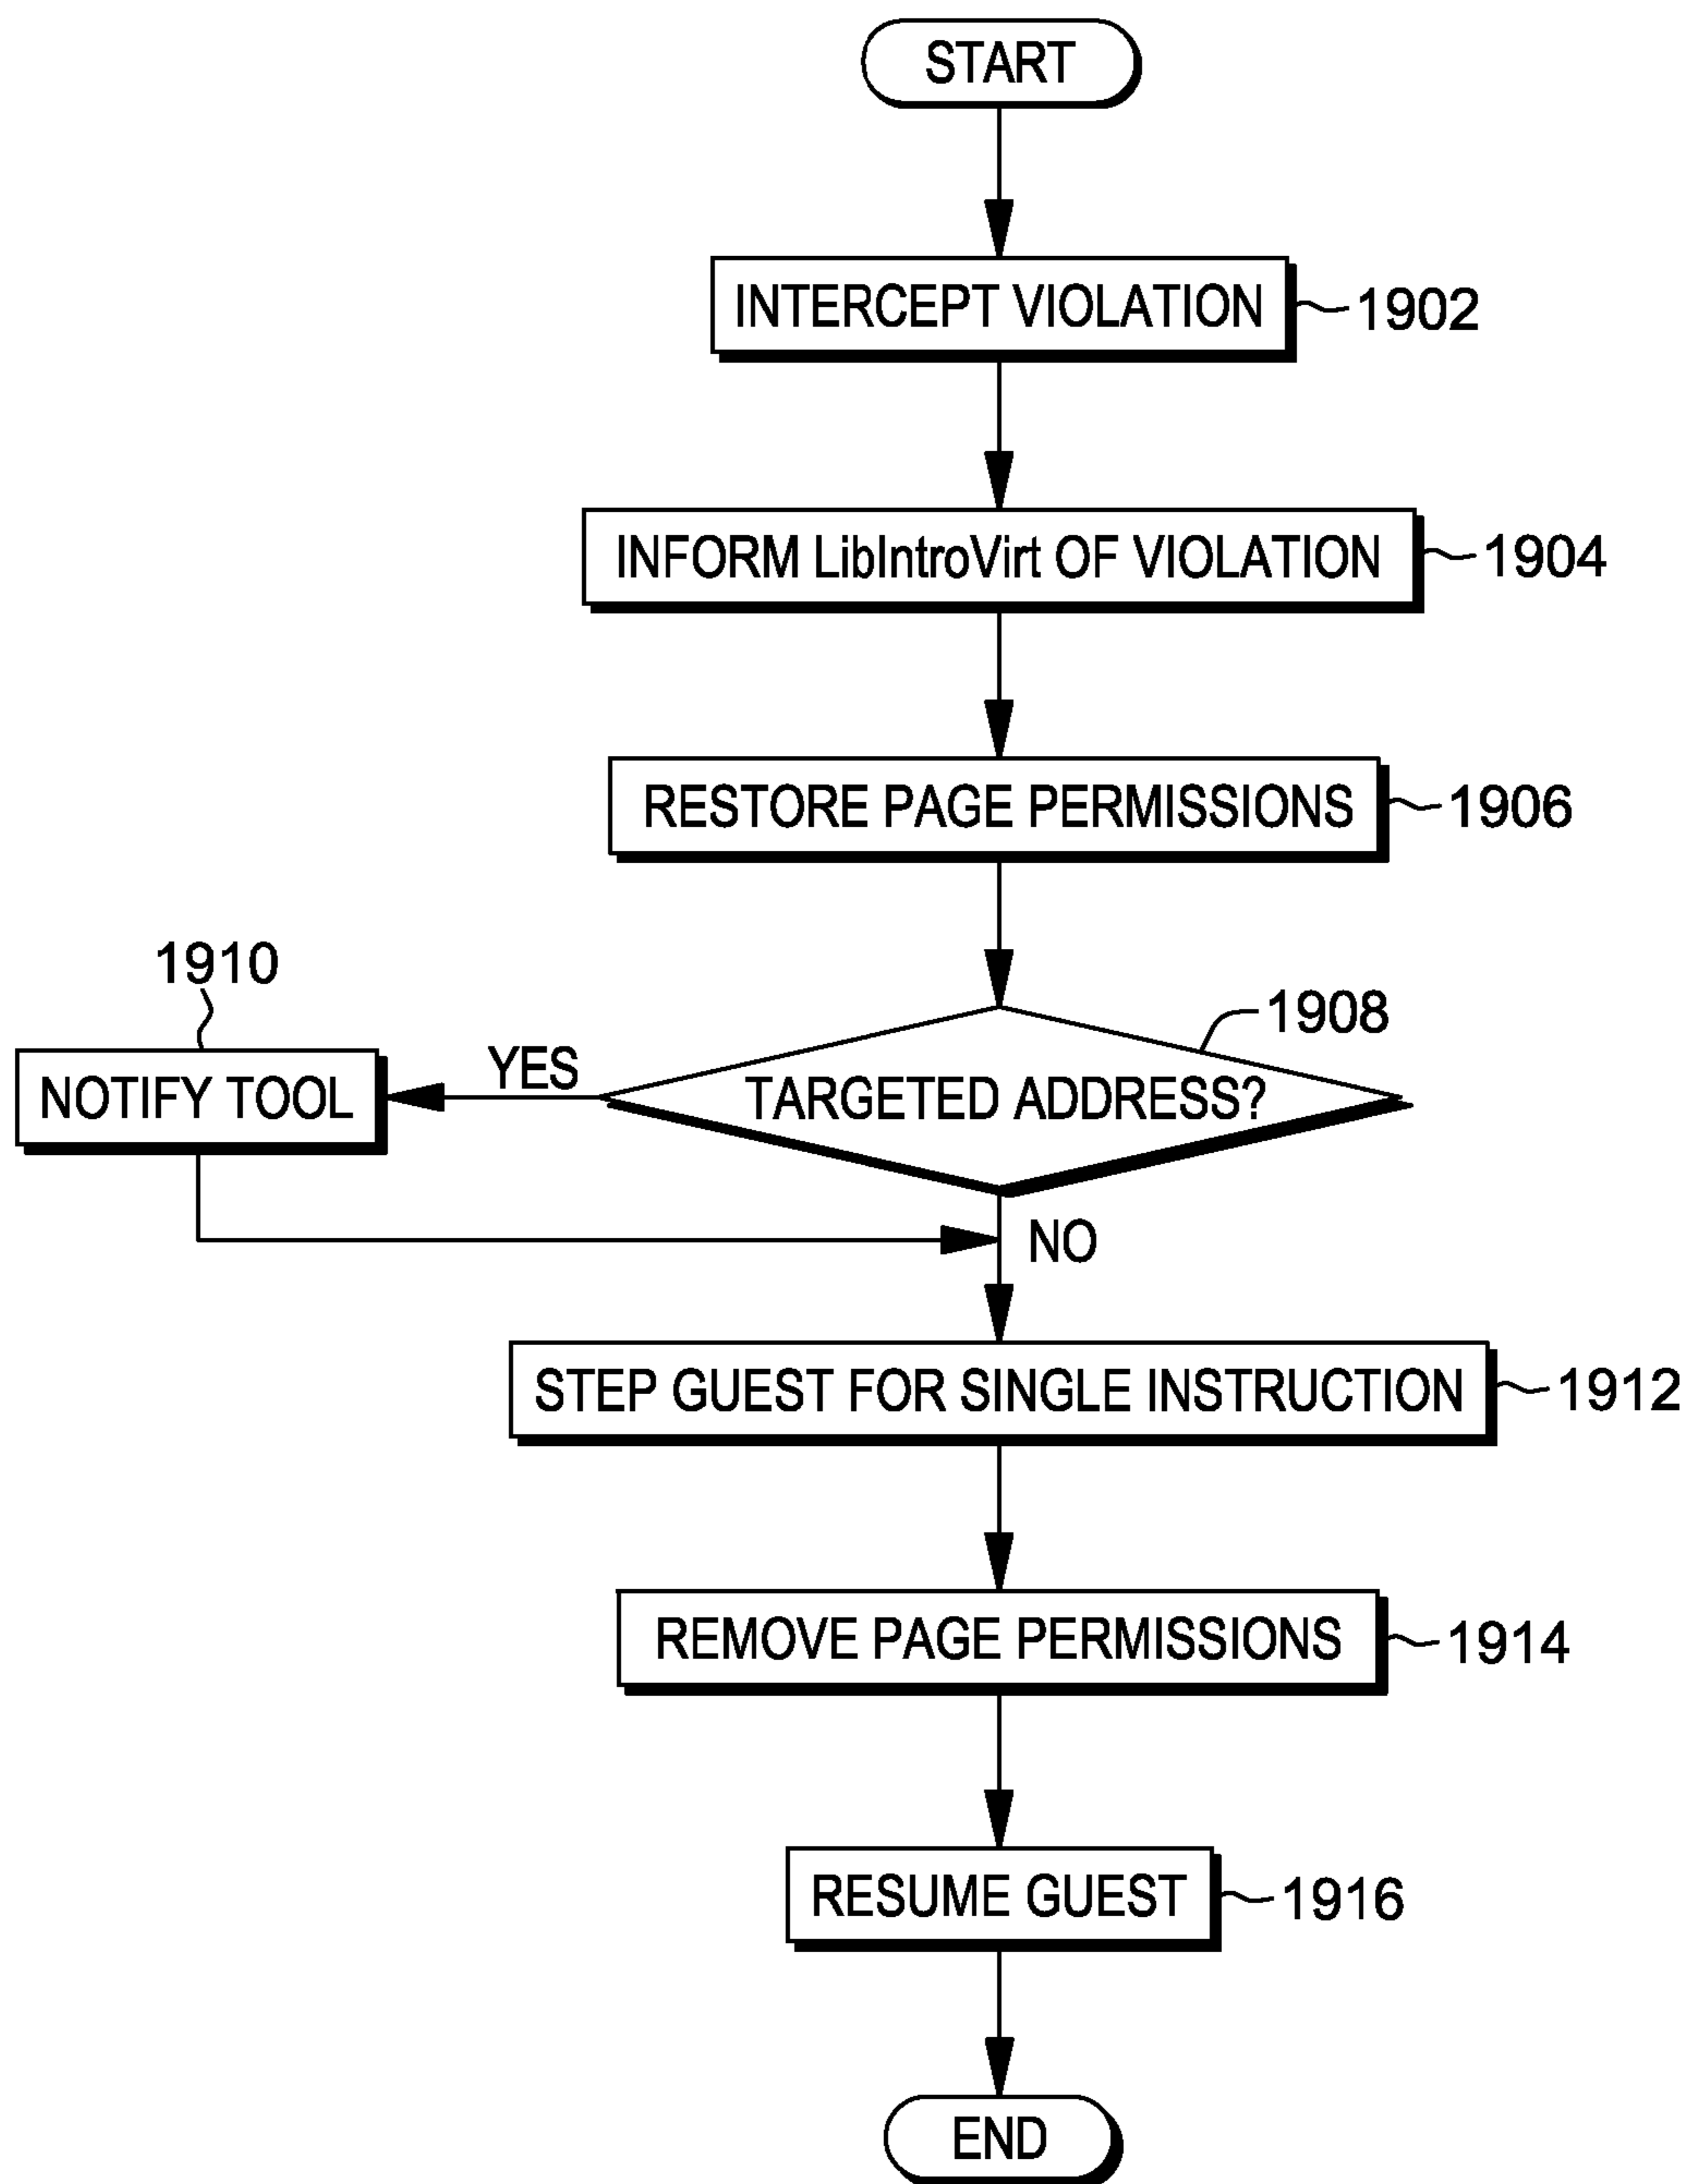 START
INTERCEPT VIOLATION
1902
INFORM LibIntroVirt OF VIOLATION
1904
RESTORE PAGE PERMISSIONS
1906
1910
1908
NOTIFY TOOL
YES
TARGETED ADDRESS?
NO
STEP GUEST FOR SINGLE INSTRUCTION
1912
REMOVE PAGE PERMISSIONS
1914
RESUME GUEST
1916
END